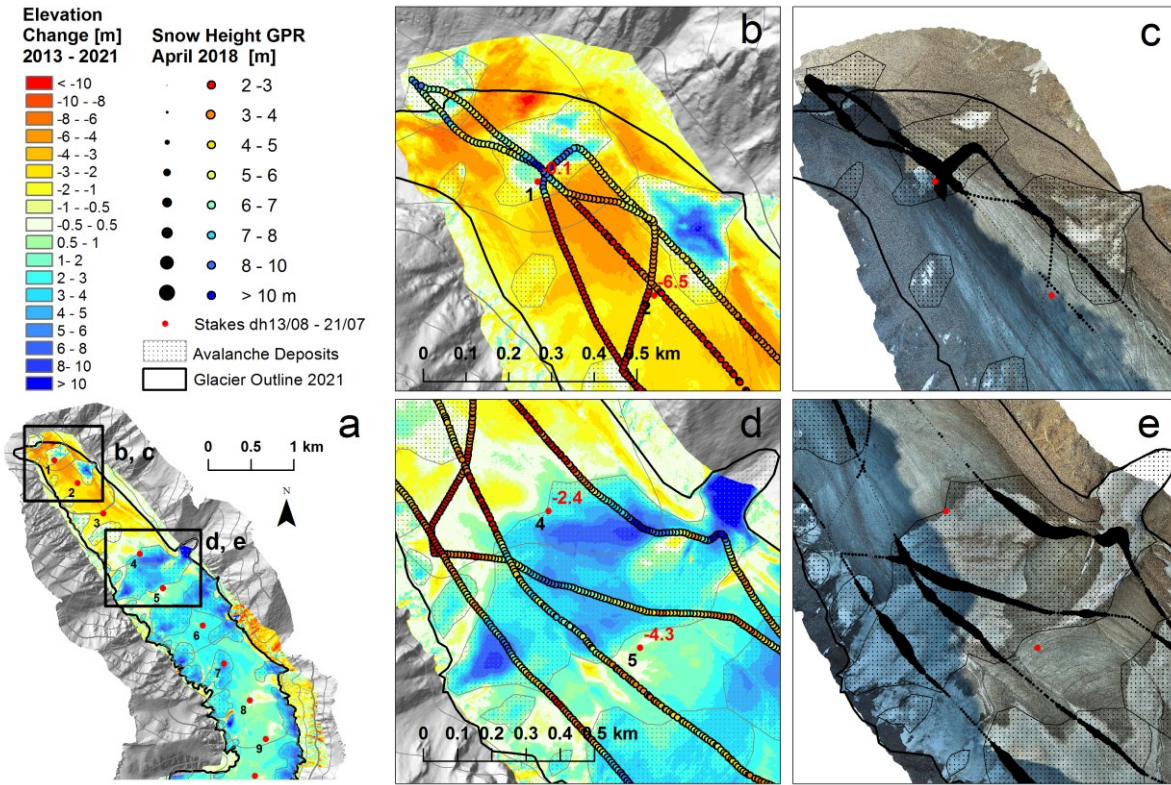 Elevation
Change [m]
2013 - 2021
< -10
-10 - -8
-8 - -6
-6 - -4
-4 - -3
-3 - -2
-2 - -1
-1 - -0.5
-0.5 - 0.5
0.5 - 1
1 - 2
2 - 3
3 - 4
4 - 5
5 - 6
6 - 8
8 - 10
> 10
Snow Height GPR
April 2018 [m]
2 - 3
3 - 4
4 - 5
5 - 6
6 - 7
7 - 8
8 - 10
> 10 m
Stakes dh13/08 - 21/07
Avalanche Deposits
Glacier Outline 2021
b
-0.1
1
-6.5
2
0 0.1 0.2 0.3 0.4 0.5 km
c
a
0 0.5 1 km
N
b, c
d, e
1
2
3
4
5
6
7
8
9
d
-2.4
4
-4.3
5
0 0.1 0.2 0.3 0.4 0.5 km
e